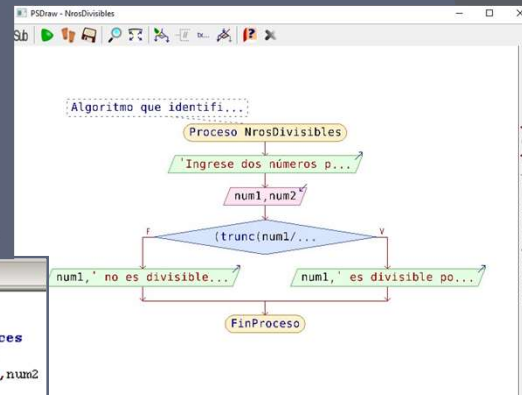 PSDraw - NrosDivisibles
Sub
Algoritmo que identifi...
Proceso NrosDivisibles
'Ingrese dos números p...
num1,num2
F
(trunc(num1/...
V
num1,' no es divisible...
num1,' es divisible po...
ces
,num2
FinProceso